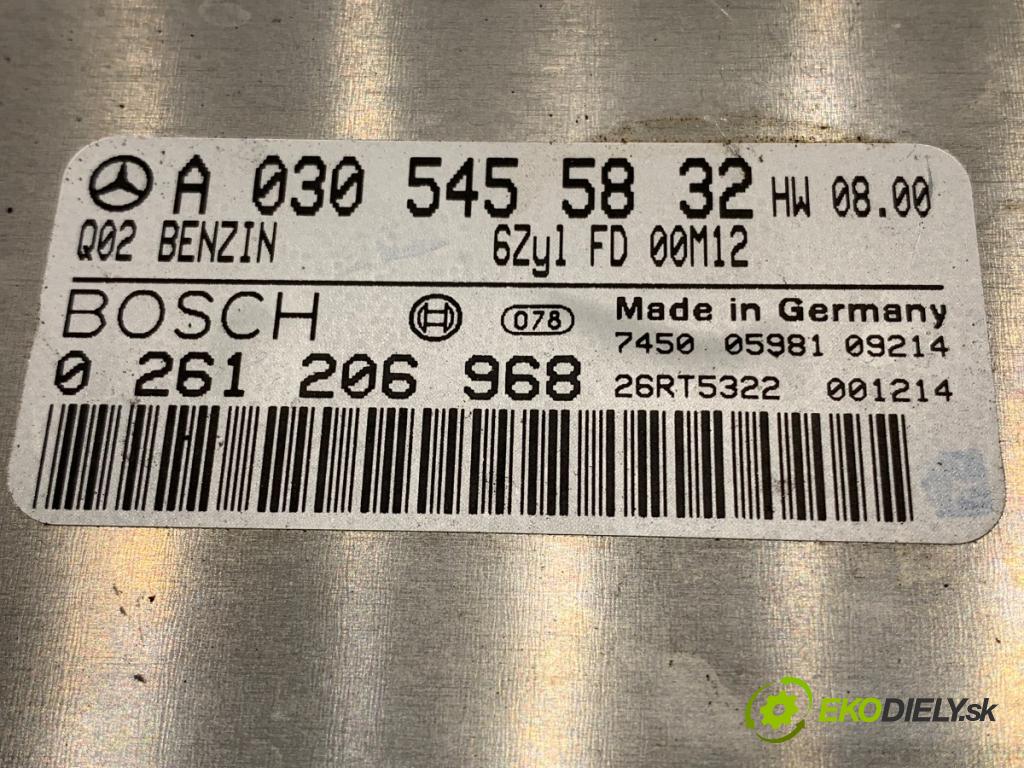 A 030 545 58 32 HW 08.00
Q02 BENZIN 6Zyl FD 00M12
BOSCH H 078 Made in Germany
7450 05981 09214
0 261 206 968 26RT5322 001214
EKODIELY.sk